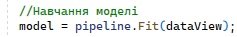 //Навчання моделі
model = pipeline.Fit(dataView);